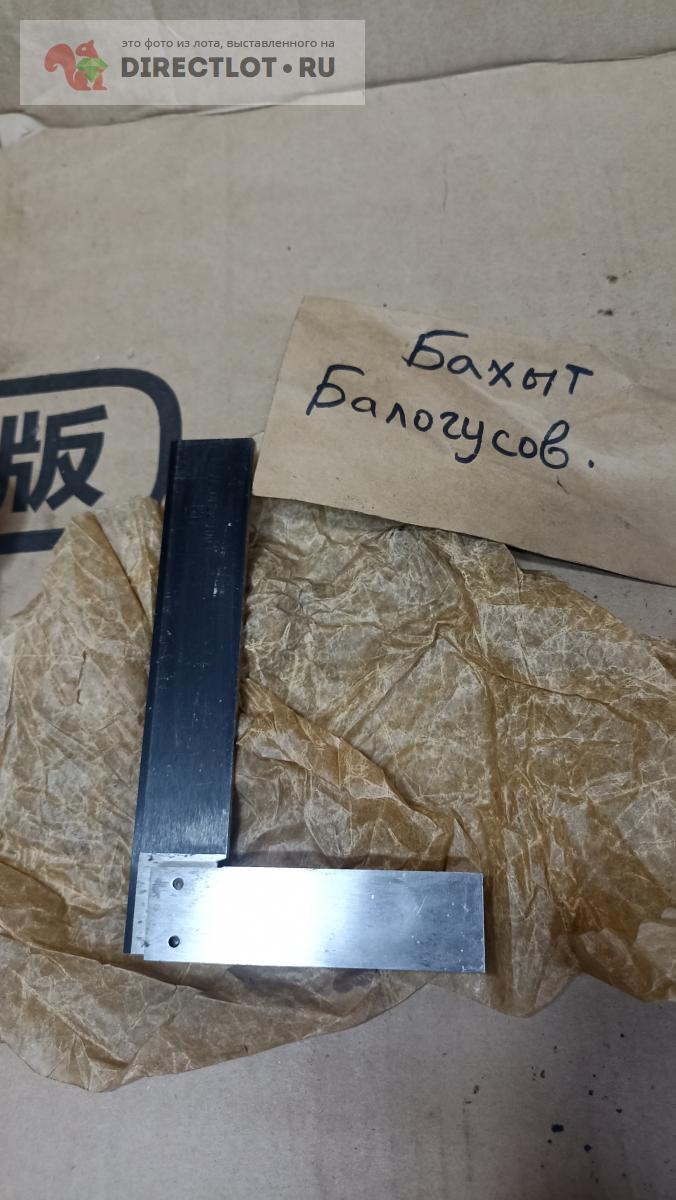 это фото из лота, выставленного на
DIRECTLOT•RU
Бахыт
Балогусов.
版